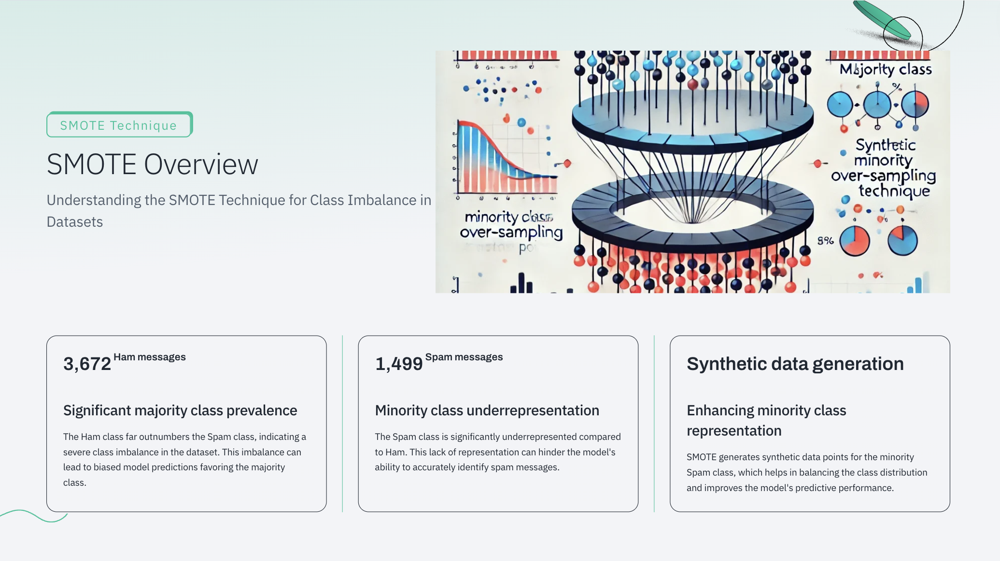 SMOTE Technique
SMOTE Overview
Understanding the SMOTE Technique for Class Imbalance in
Datasets
minority
over-sampling
Majority class
Synthetic
minority
over-sampling
technique
3,672 Ham messages
Significant majority class prevalence
The Ham class far outnumbers the Spam class, indicating a
severe class imbalance in the dataset. This imbalance can
lead to biased model predictions favoring the majority
class.
1,499 Spam messages
Minority class underrepresentation
The Spam class is significantly underrepresented compared
to Ham. This lack of representation can hinder the model's
ability to accurately identify spam messages.
Synthetic data generation
Enhancing minority class
representation
SMOTE generates synthetic data points for the minority
Spam class, which helps in balancing the class distribution
and improves the model's predictive performance.